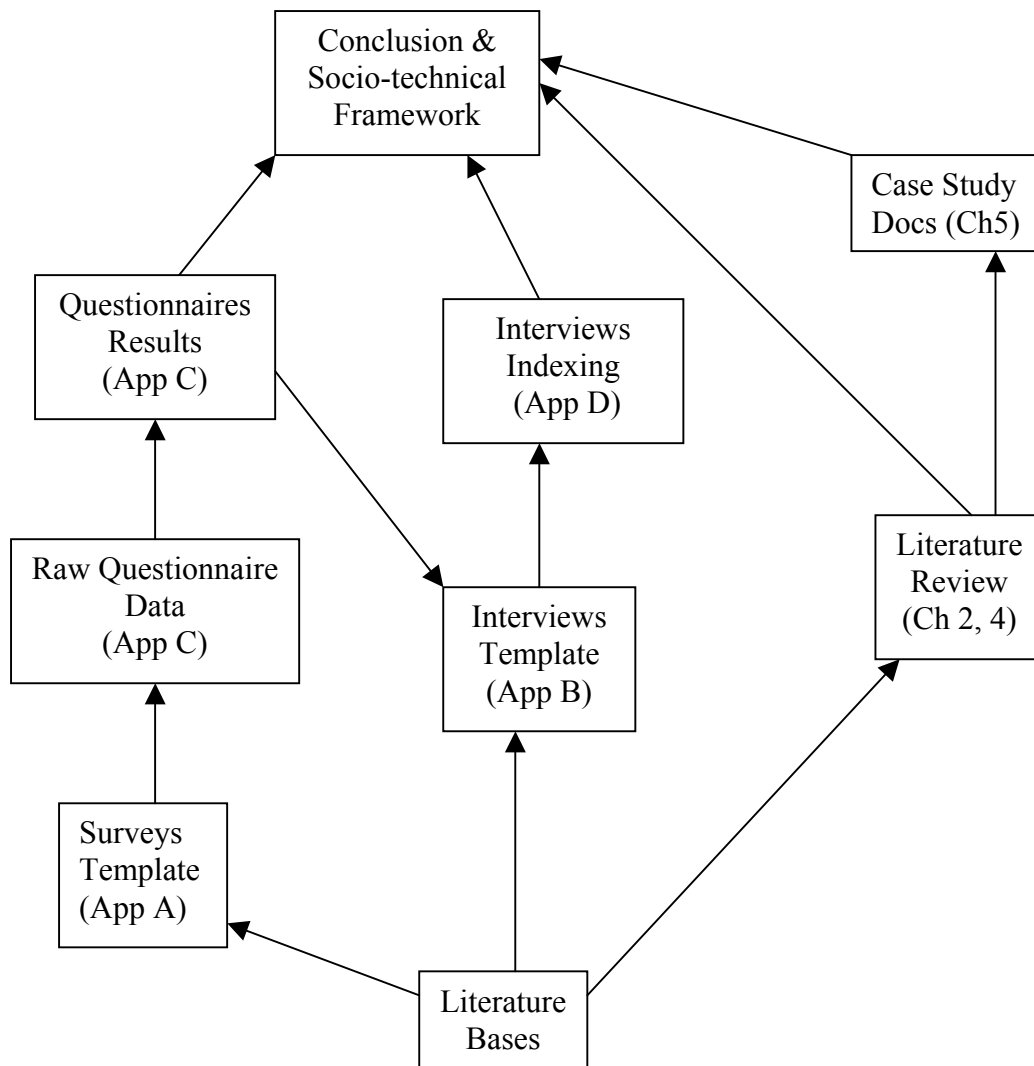 Conclusion &
Socio-technical
Framework
Case Study
Docs (Ch5)
Questionnaires
Results
(App C)
Interviews
Indexing
(App D)
Raw Questionnaire
Data
(App C)
Literature
Review
(Ch 2, 4)
Interviews
Template
(App B)
Surveys
Template
(App A)
Literature
Bases